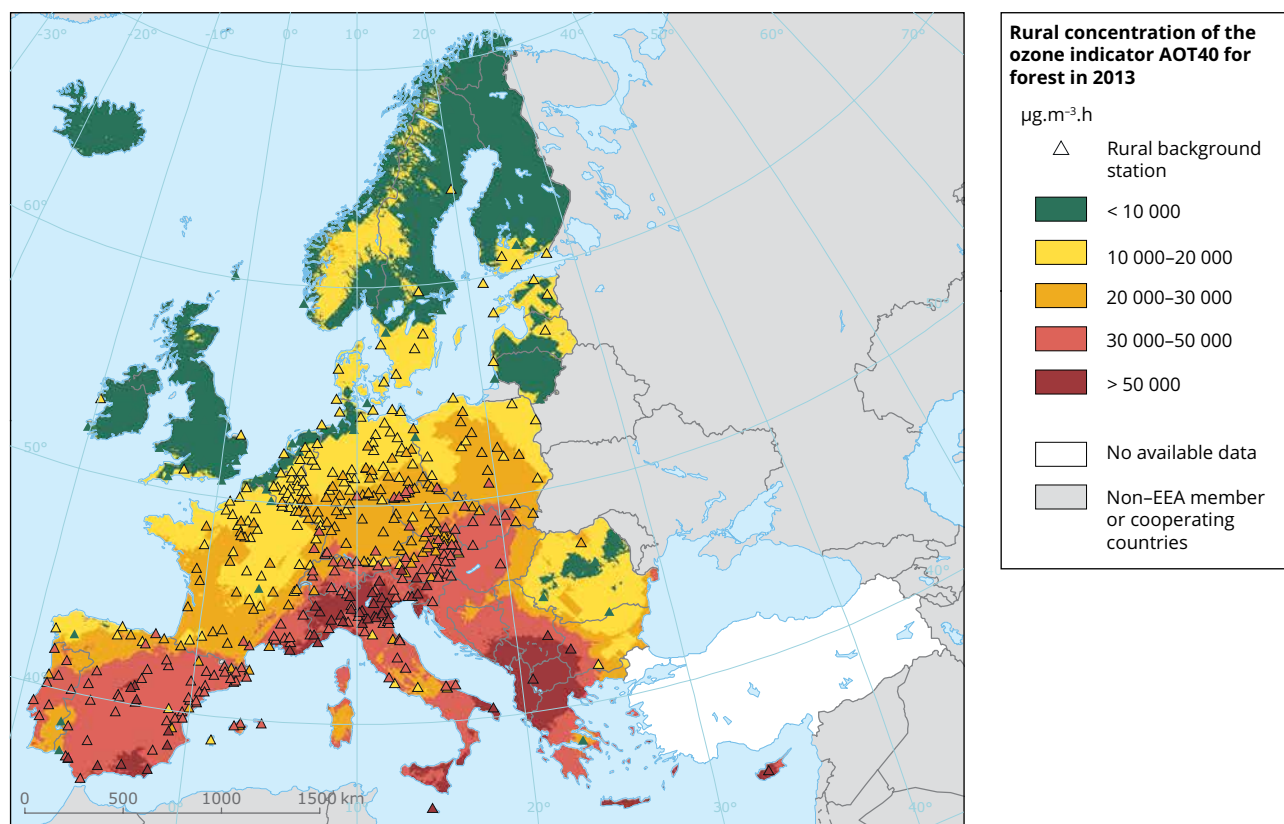 -30°
-20°
-10°
0°
10°
20°
30°
40°
50°
60°
70°
Rural concentration of the
ozone indicator AOT40 for
forest in 2013
µg.m⁻³.h
Rural background
station
< 10 000
10 000–20 000
20 000–30 000
30 000–50 000
> 50 000
No available data
Non–EEA member
or cooperating
countries
60°
50°
50°
40°
40°
0
500
1000
1500 km
0°
10°
20°
30°
40°